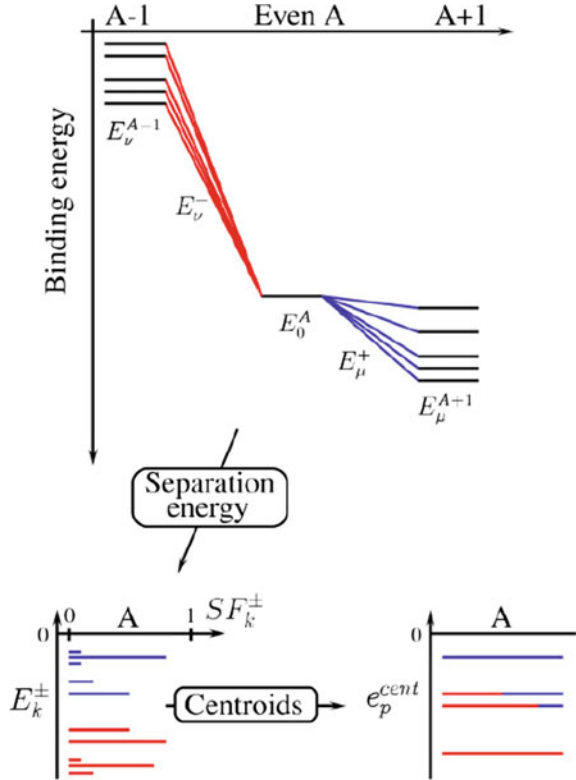 A-1 Even A A+1
Binding energy
E_ν^{A−1}
E_ν^−
E_0^A
E_μ^+
E_μ^{A+1}
Separation
energy
0 A 1 SF_k^±
0
E_k^±
Centroids
A
0
e_p^{cent}